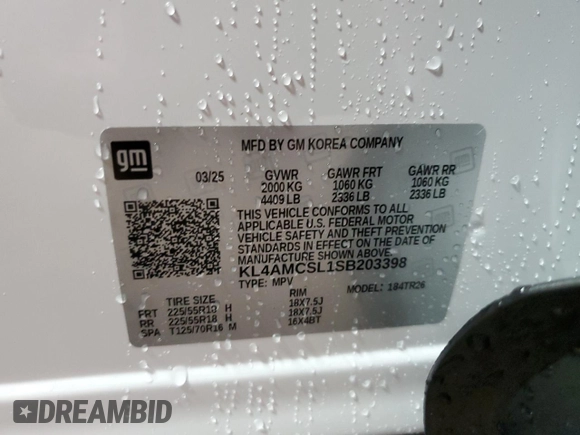 gm
MFD BY GM KOREA COMPANY
03/25 GVWR GAWR FRT GAWR RR
2000 KG 1060 KG 1060 KG
4409 LB 2336 LB 2336 LB
THIS VEHICLE CONFORMS TO ALL
APPLICABLE U.S. FEDERAL MOTOR
VEHICLE SAFETY AND THEFT PREVENTION
STANDARDS IN EFFECT ON THE DATE OF
MANUFACTURE SHOWN ABOVE.
KL4AMCSL1SB203398
TYPE: MPV MODEL: 184TR26
TIRE SIZE RIM
FRT 225/55R18 H 18X7.5J
RR 225/55R18 H 18X7.5J
SPA T125/70R16 M 16X4BT
DREAMBID